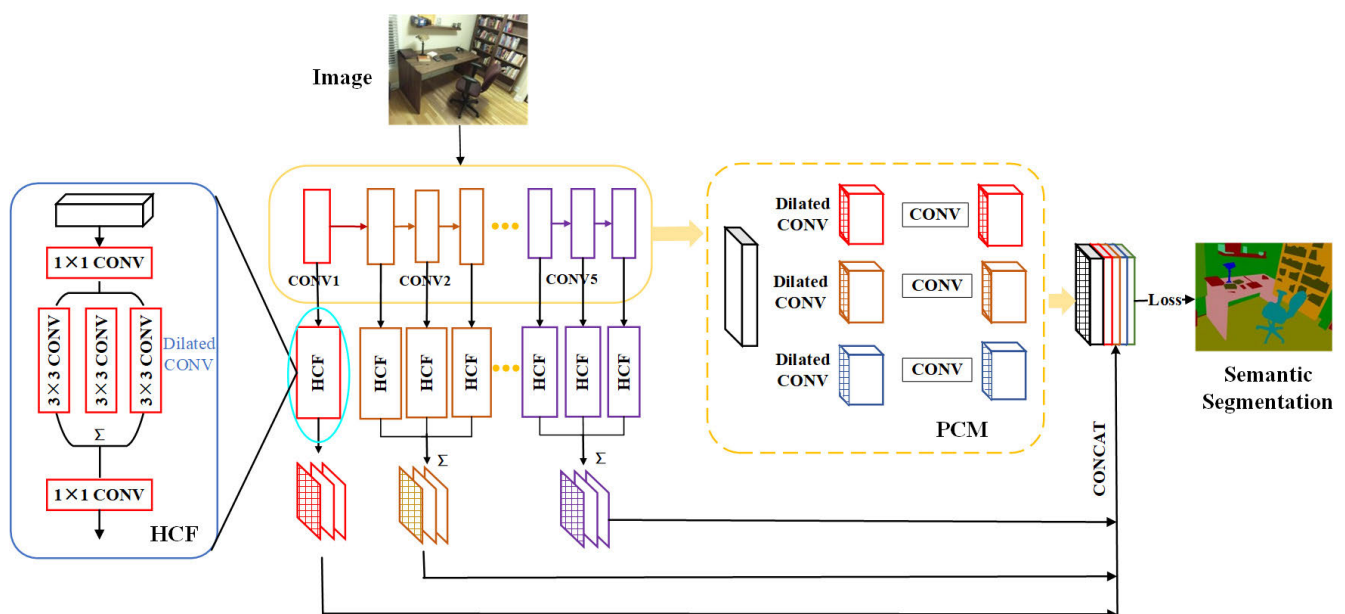 Image
1×1 CONV
3×3 CONV
3×3 CONV
3×3 CONV
Dilated
CONV
Σ
1×1 CONV
HCF
CONV1
CONV2
CONV5
HCF
HCF
HCF
HCF
HCF
HCF
HCF
Σ
Σ
Dilated
CONV
CONV
Dilated
CONV
CONV
Dilated
CONV
CONV
PCM
CONCAT
Loss
Semantic
Segmentation